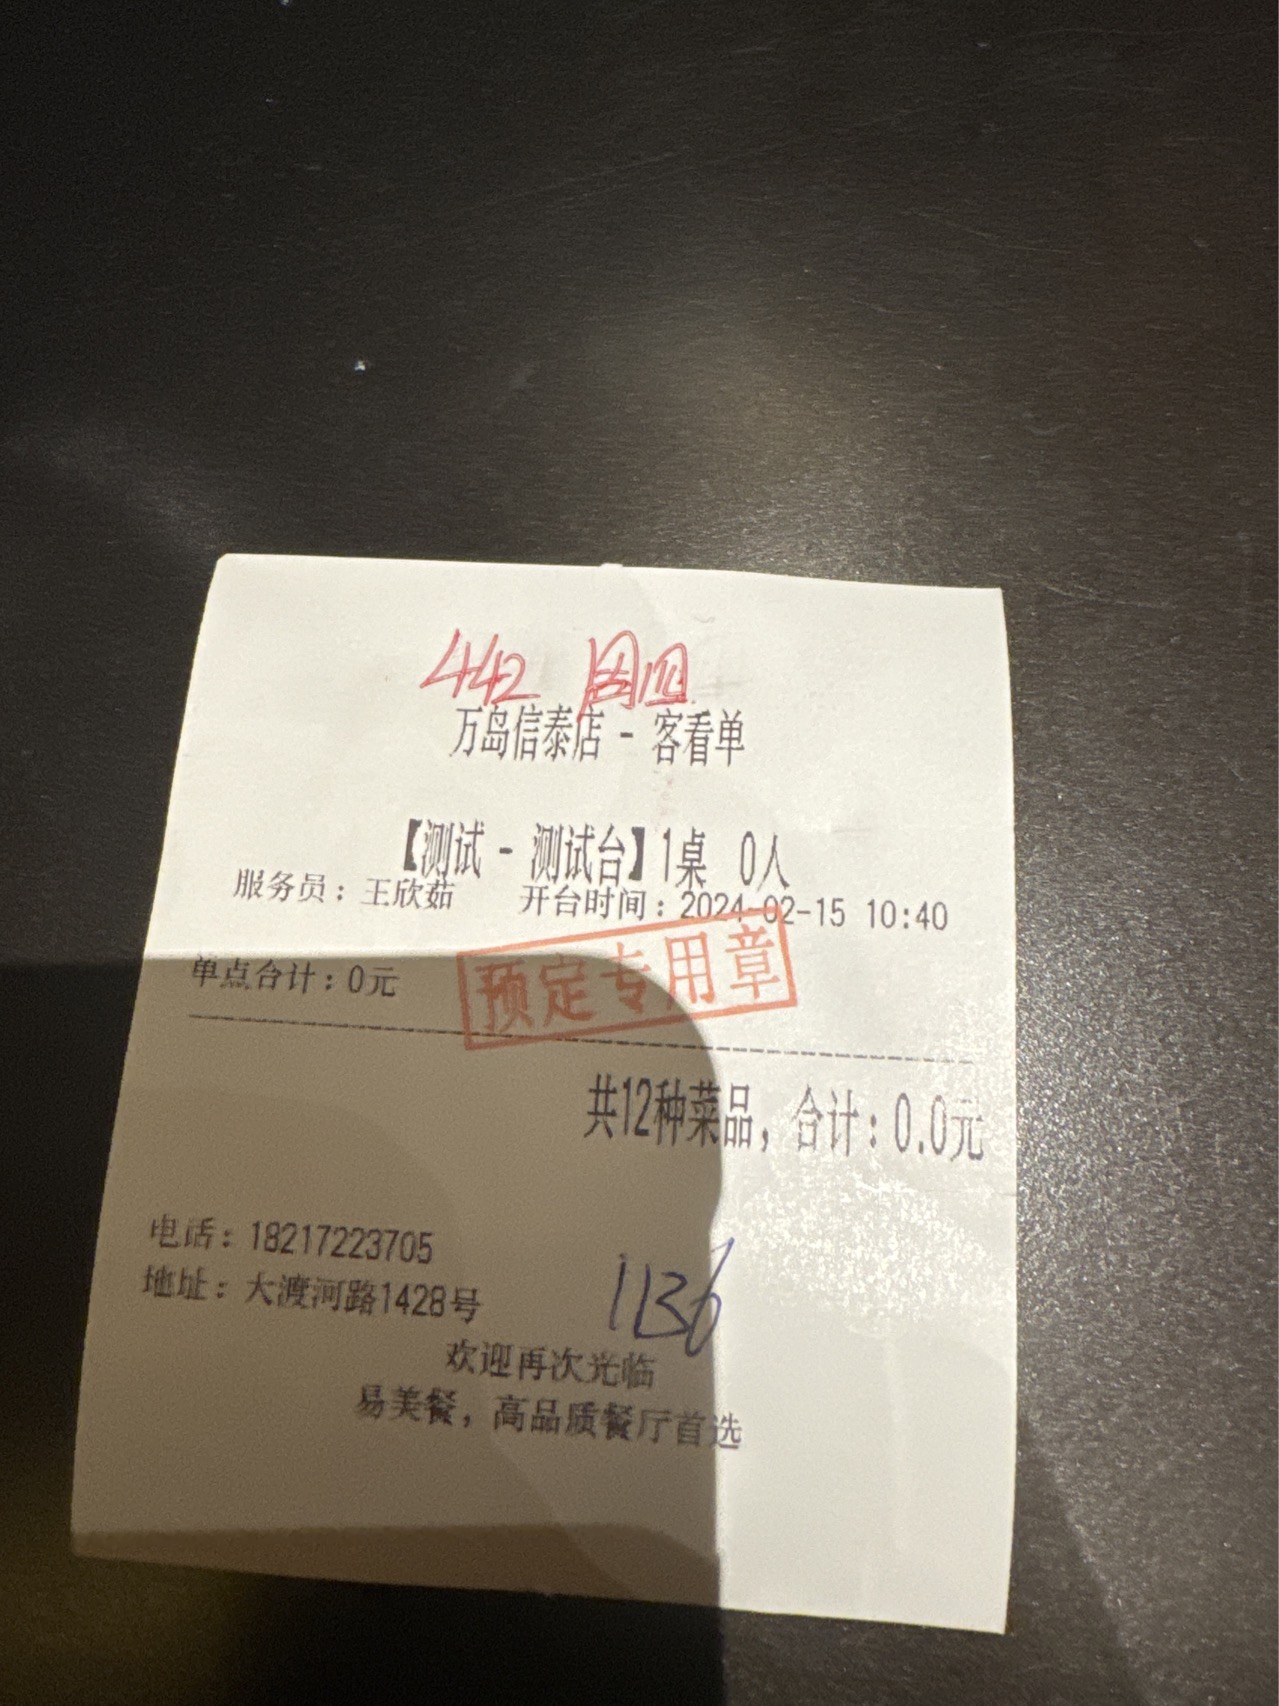 442 周四
万岛信泰店 - 客看单
【测试 - 测试台】1桌 0人
服务员：王欣茹 开台时间：2024-02-15 10:40
预定专用章
单点合计：0元
共12种菜品，合计：0.0元
电话：18217223705
地址：大渡河路1428号
1136
欢迎再次光临
易美餐，高品质餐厅首选